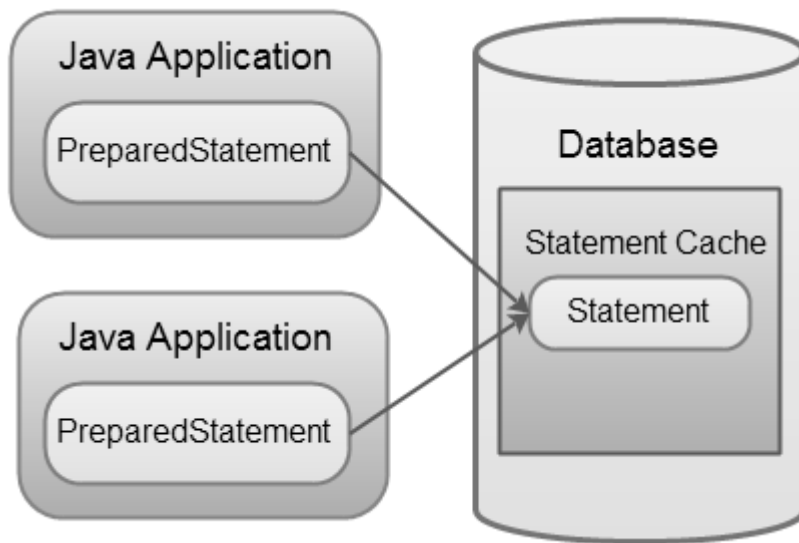 Java Application
PreparedStatement
Java Application
PreparedStatement
Database
Statement Cache
Statement